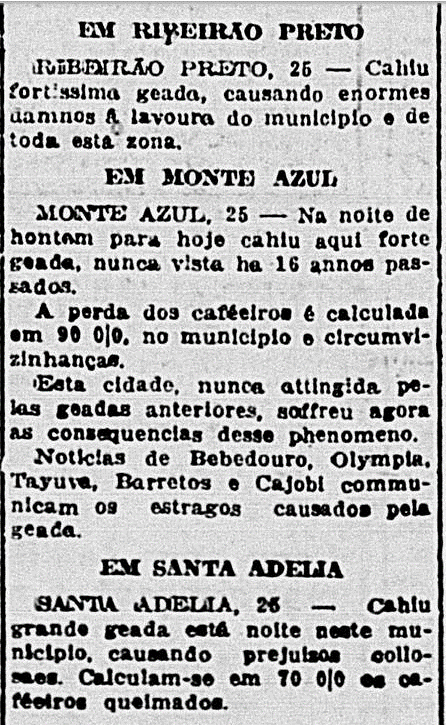 EM RIBEIRÃO PRETO
RIBEIRÃO PRETO, 25 — Cahiu
fortissima geada, causando enormes
damnos á lavoura do municipio e de
toda está zona.
EM MONTE AZUL
MONTE AZUL, 25 — Na noite de
hontem para hoje cahiu aqui forte
geada, nunca vista ha 16 annos pas-
sados.
A perda dos caféeiros é calculada
em 90 0|0, no municipio e circumvi-
zinhanças.
Esta cidade, nunca attingida pe-
las geadas anteriores, soffreu agora
as consequencias desse phenomeno.
Noticias de Bebedouro, Olympia,
Tayuva, Barretos e Cajobi commu-
nicam os estragos causados pela
geada.
EM SANTA ADELIA
SANTA ADELIA, 26 — Cahiu
grande geada está noite neste mu-
nicipio, causando prejuizos collo-
saes. Calculam-se em 70 0|0 os ca-
féeiros queimados.